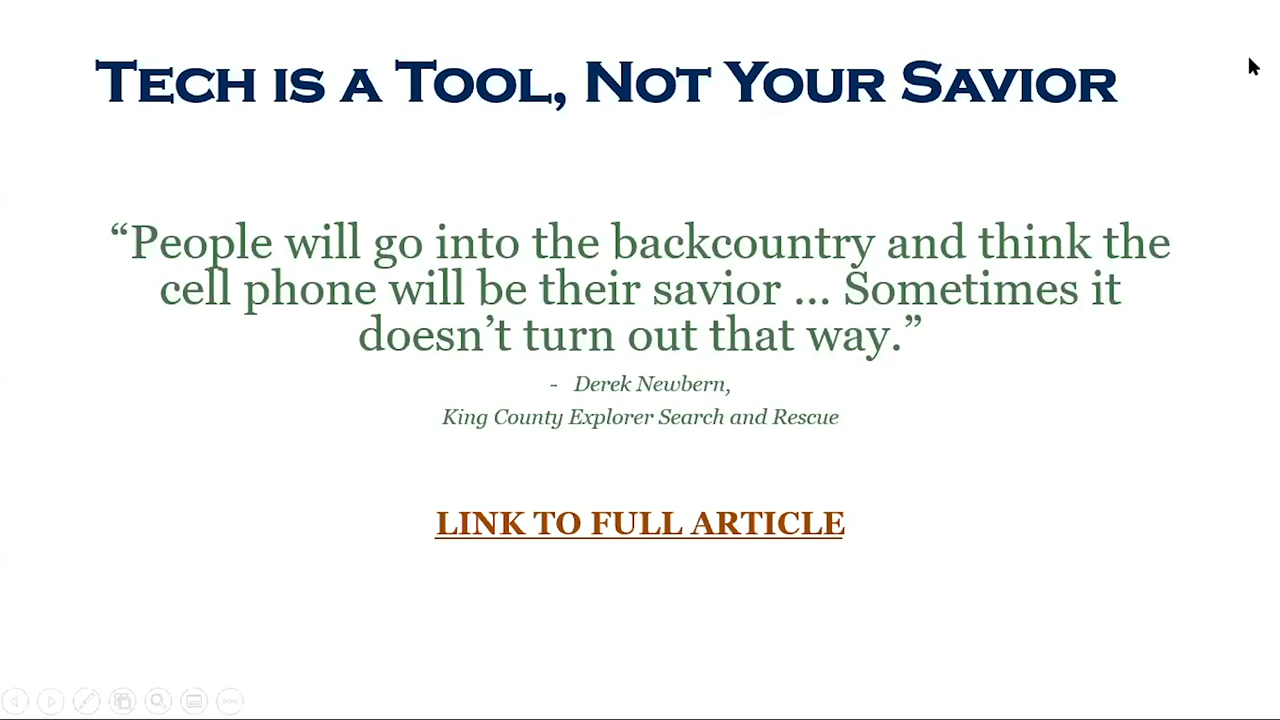 Tech is a Tool, Not Your Savior
“People will go into the backcountry and think the
cell phone will be their savior ... Sometimes it
doesn’t turn out that way.”
- Derek Newbern,
King County Explorer Search and Rescue
LINK TO FULL ARTICLE